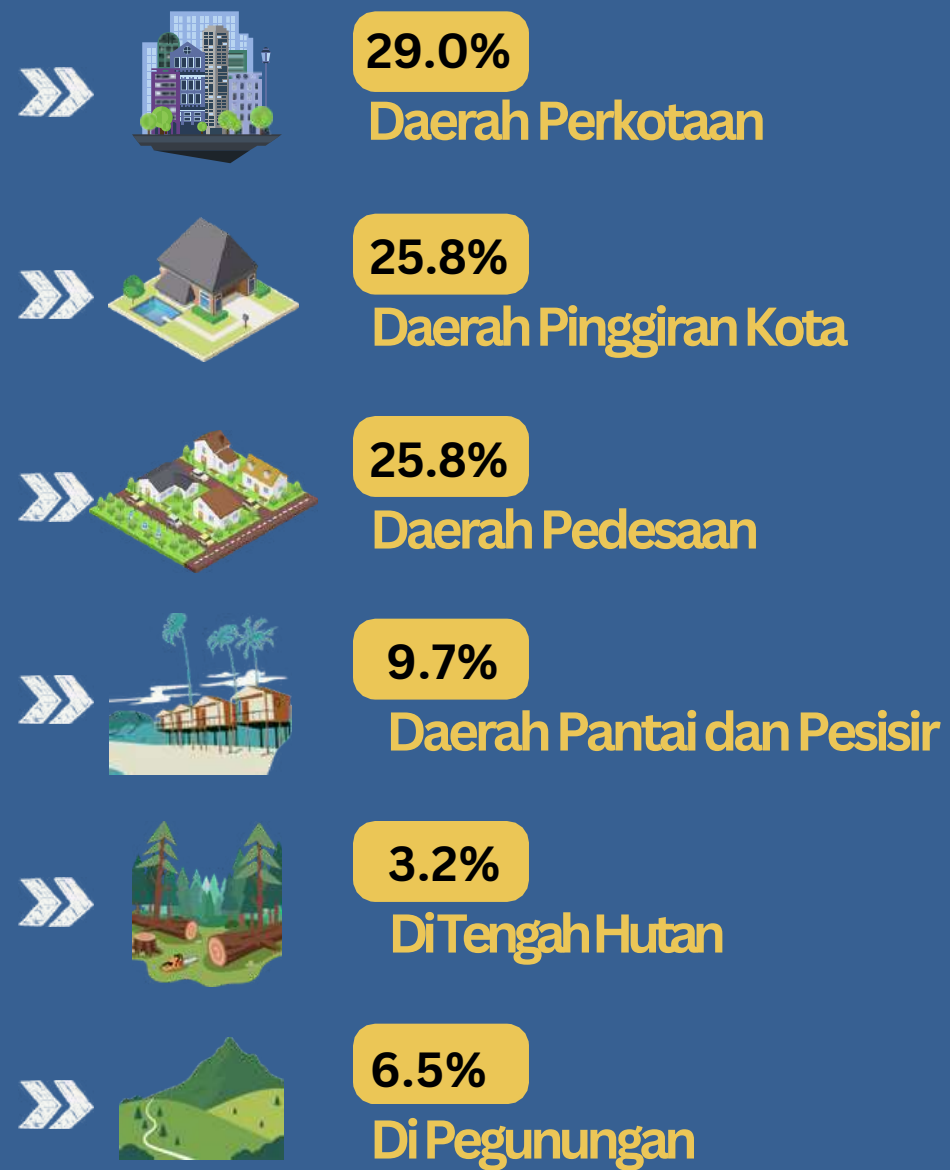 29.0%
Daerah Perkotaan
25.8%
Daerah Pinggiran Kota
25.8%
Daerah Pedesaan
9.7%
Daerah Pantai dan Pesisir
3.2%
Di Tengah Hutan
6.5%
Di Pegunungan